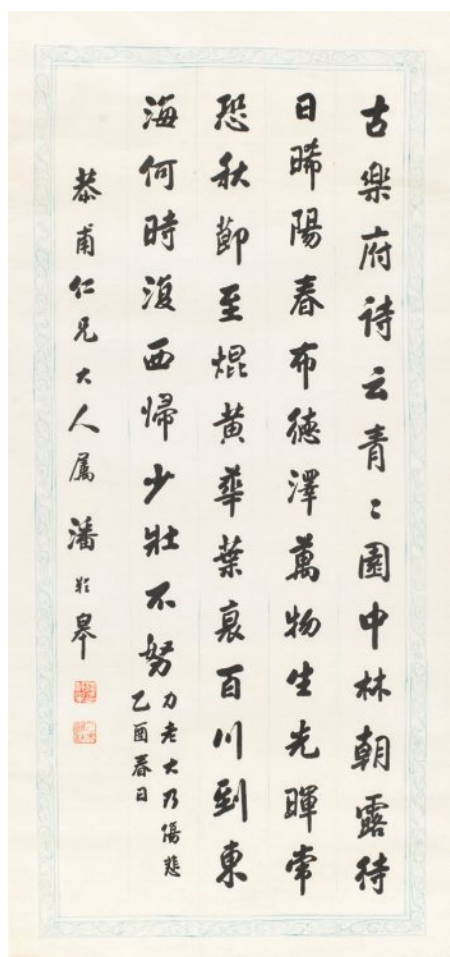 古樂府詩云青〻園中林朝露待
日晞陽春布德澤萬物生光暉常
恐秋節至焜黃華葉衰百川到東
海何時復西歸少壯不努
力老大乃傷悲
乙酉春日
恭甫仁兄大人属 潘齡皋